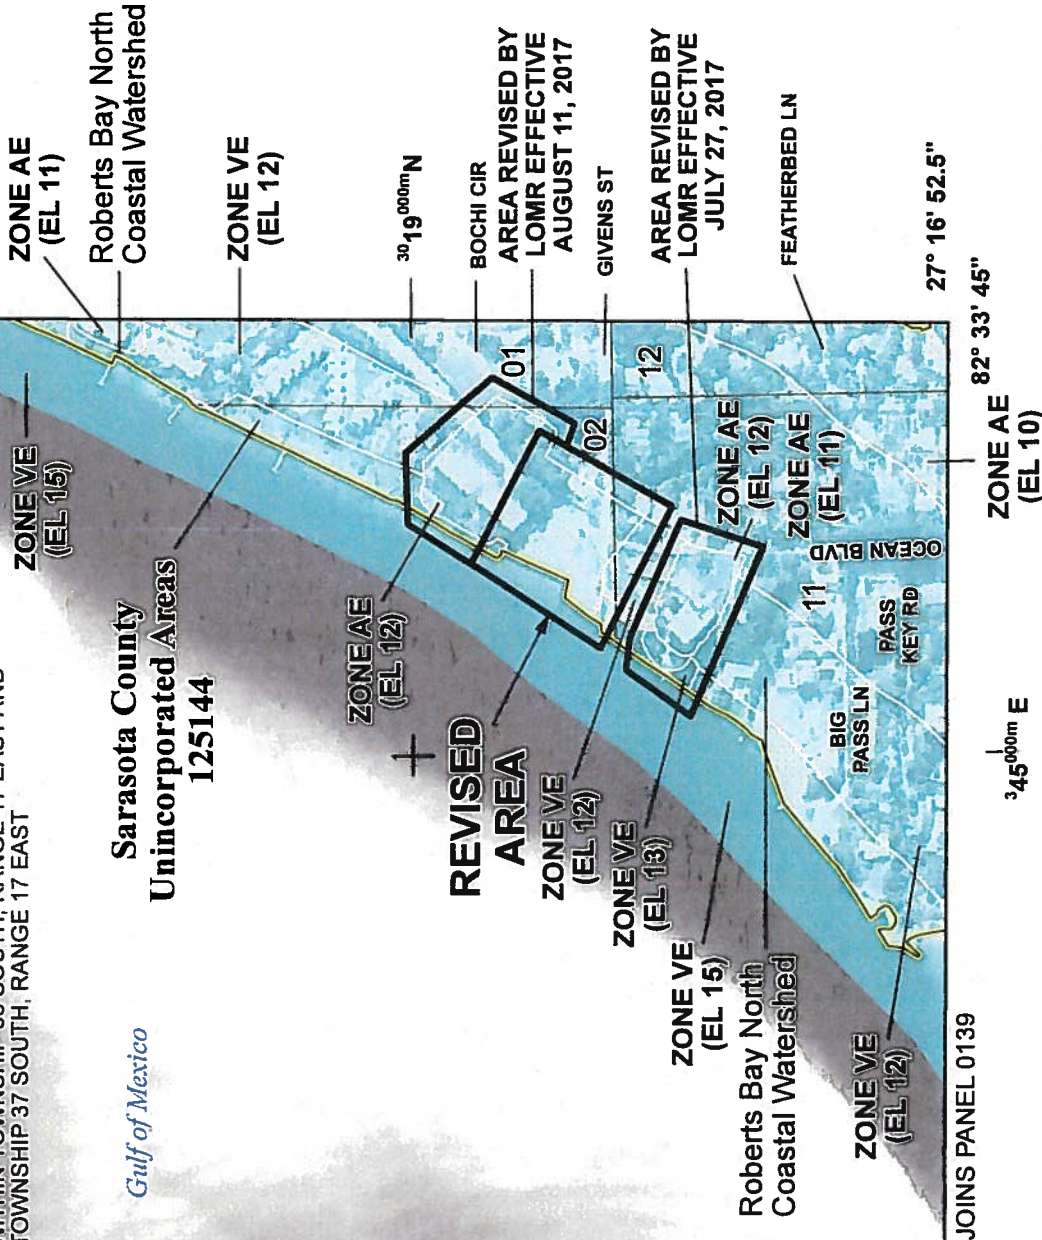 TOWNSHIP 37 SOUTH, RANGE 17 EAST
Gulf of Mexico
Sarasota County
Unincorporated Areas
125144
ZONE VE
(EL 15)
ZONE AE
(EL 11)
Roberts Bay North
Coastal Watershed
ZONE VE
(EL 12)
3019000mN
BOCHI CIR
AREA REVISED BY
LOMR EFFECTIVE
AUGUST 11, 2017
GIVENS ST
AREA REVISED BY
LOMR EFFECTIVE
JULY 27, 2017
FEATHERBED LN
27° 16' 52.5"
82° 33' 45"
ZONE AE
(EL 12)
REVISED
AREA
01
02
12
ZONE VE
(EL 12)
ZONE VE
(EL 13)
ZONE VE
(EL 15)
Roberts Bay North
Coastal Watershed
ZONE VE
(EL 12)
ZONE AE
(EL 12)
ZONE AE
(EL 11)
OCEAN BLVD
11
PASS
KEY RD
BIG
PASS LN
ZONE AE
(EL 10)
345000m E
JOINS PANEL 0139